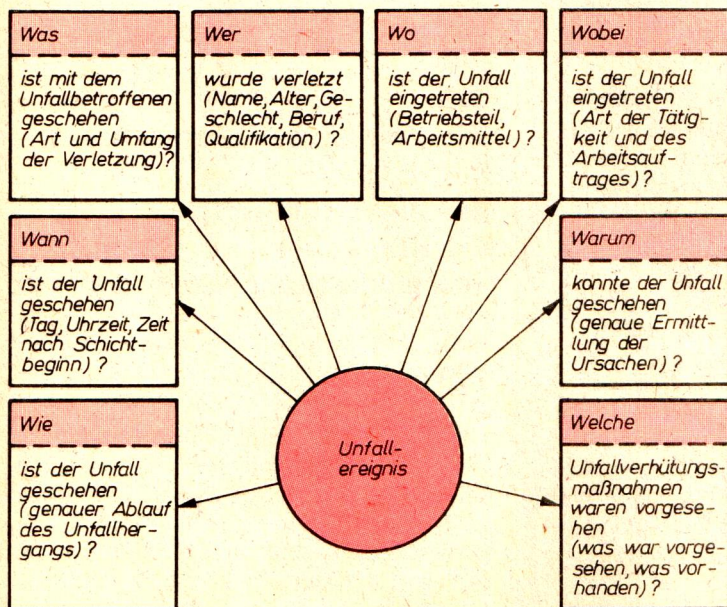 Was
ist mit dem
Unfallbetroffenen
geschehen
(Art und Umfang
der Verletzung)?
Wer
wurde verletzt
(Name, Alter, Ge-
schlecht, Beruf,
Qualifikation) ?
Wo
ist der Unfall
eingetreten
(Betriebsteil,
Arbeitsmittel) ?
Wobei
ist der Unfall
eingetreten
(Art der Tätig-
keit und des
Arbeitsauf-
trages) ?
Wann
ist der Unfall
geschehen
(Tag, Uhrzeit, Zeit
nach Schicht-
beginn) ?
Warum
konnte der Unfall
geschehen
(genaue Ermitt-
lung der
Ursachen) ?
Wie
ist der Unfall
geschehen
(genauer Ablauf
des Unfallher-
gangs) ?
Unfall-
ereignis
Welche
Unfallverhütungs-
maßnahmen
waren vorgese-
hen
(was war vorge-
sehen, was vor-
handen) ?